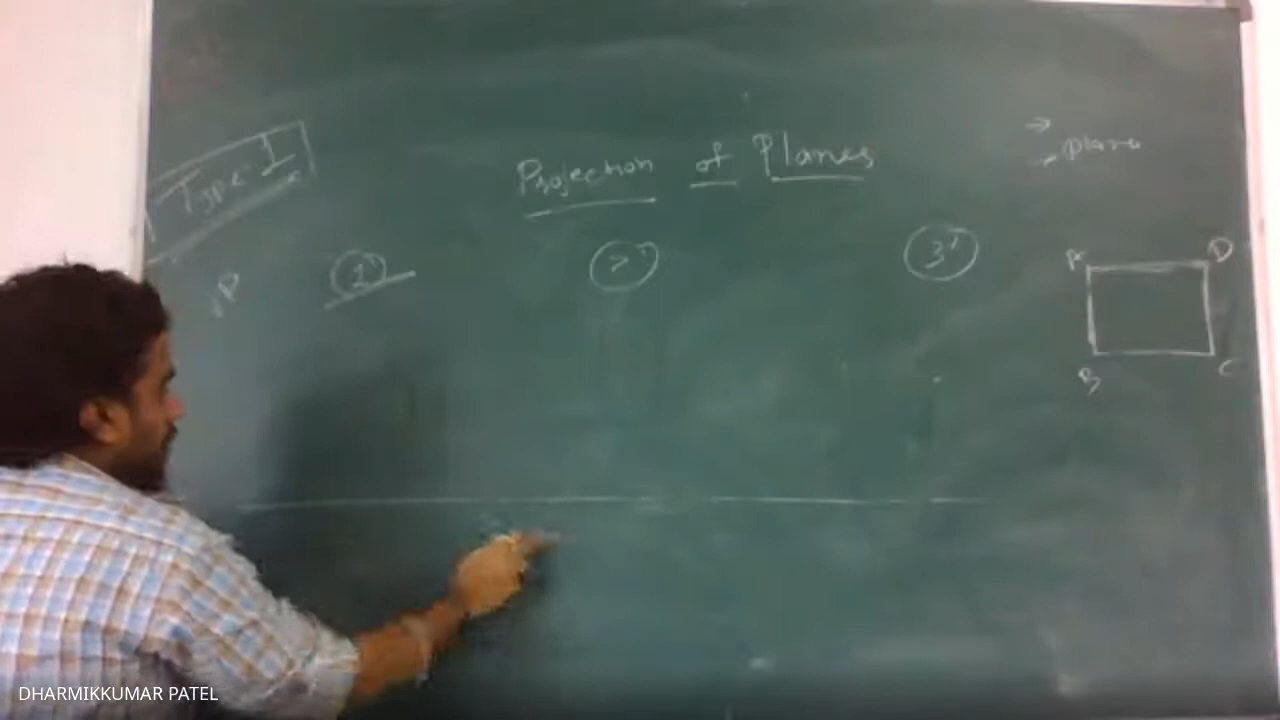 Type-I
Projection of Planes
→ Plane
P
1
2
3
A D
B C
DHARMIKKUMAR PATEL